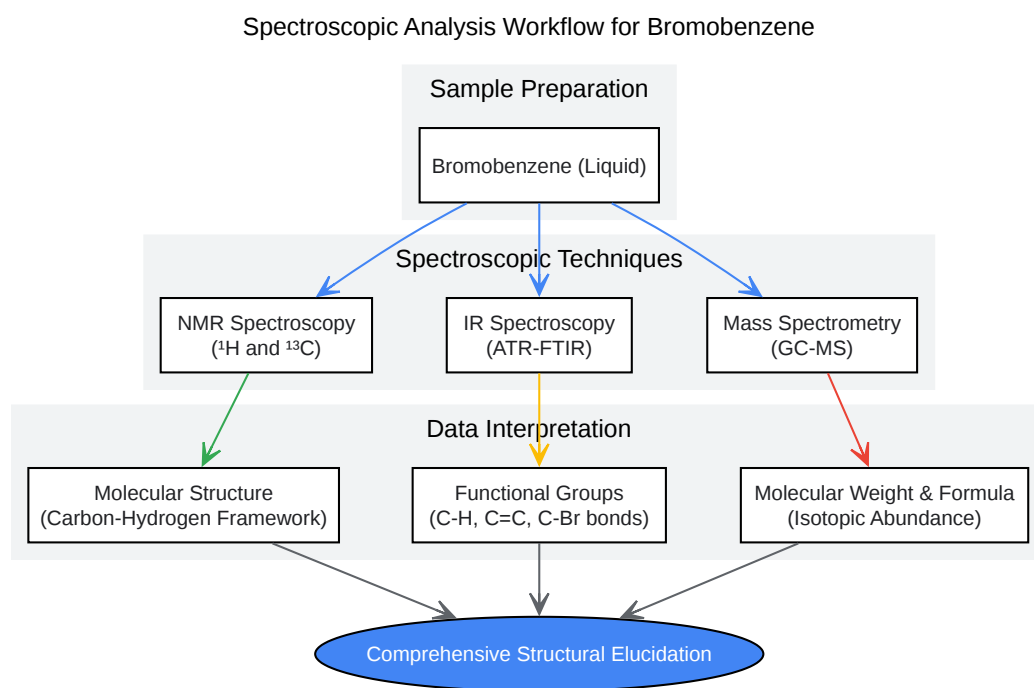 Spectroscopic Analysis Workflow for Bromobenzene
Sample Preparation
Bromobenzene (Liquid)
Spectroscopic Techniques
NMR Spectroscopy
(¹H and ¹³C)
IR Spectroscopy
(ATR-FTIR)
Mass Spectrometry
(GC-MS)
Data Interpretation
Molecular Structure
(Carbon-Hydrogen Framework)
Functional Groups
(C-H, C=C, C-Br bonds)
Molecular Weight & Formula
(Isotopic Abundance)
Comprehensive Structural Elucidation